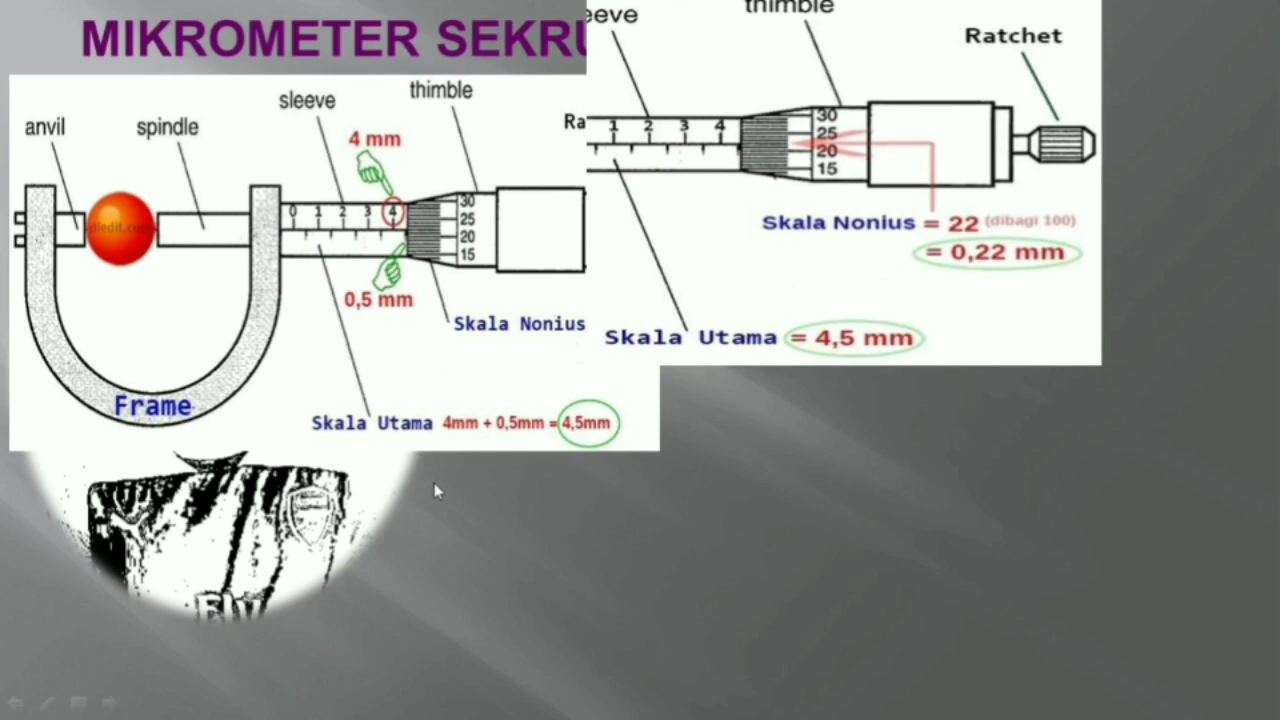 MIKROMETER SEKRU
anvil
spindle
sleeve
thimble
4 mm
0 1 2 3 4
30
25
20
15
0,5 mm
Skala Nonius
Frame
Skala Utama 4mm + 0,5mm = 4,5mm
Ra
eeve
thimble
Ratchet
1 2 3 4
30
25
20
15
Skala Nonius = 22 (dibagi 100)
= 0,22 mm
Skala Utama = 4,5 mm